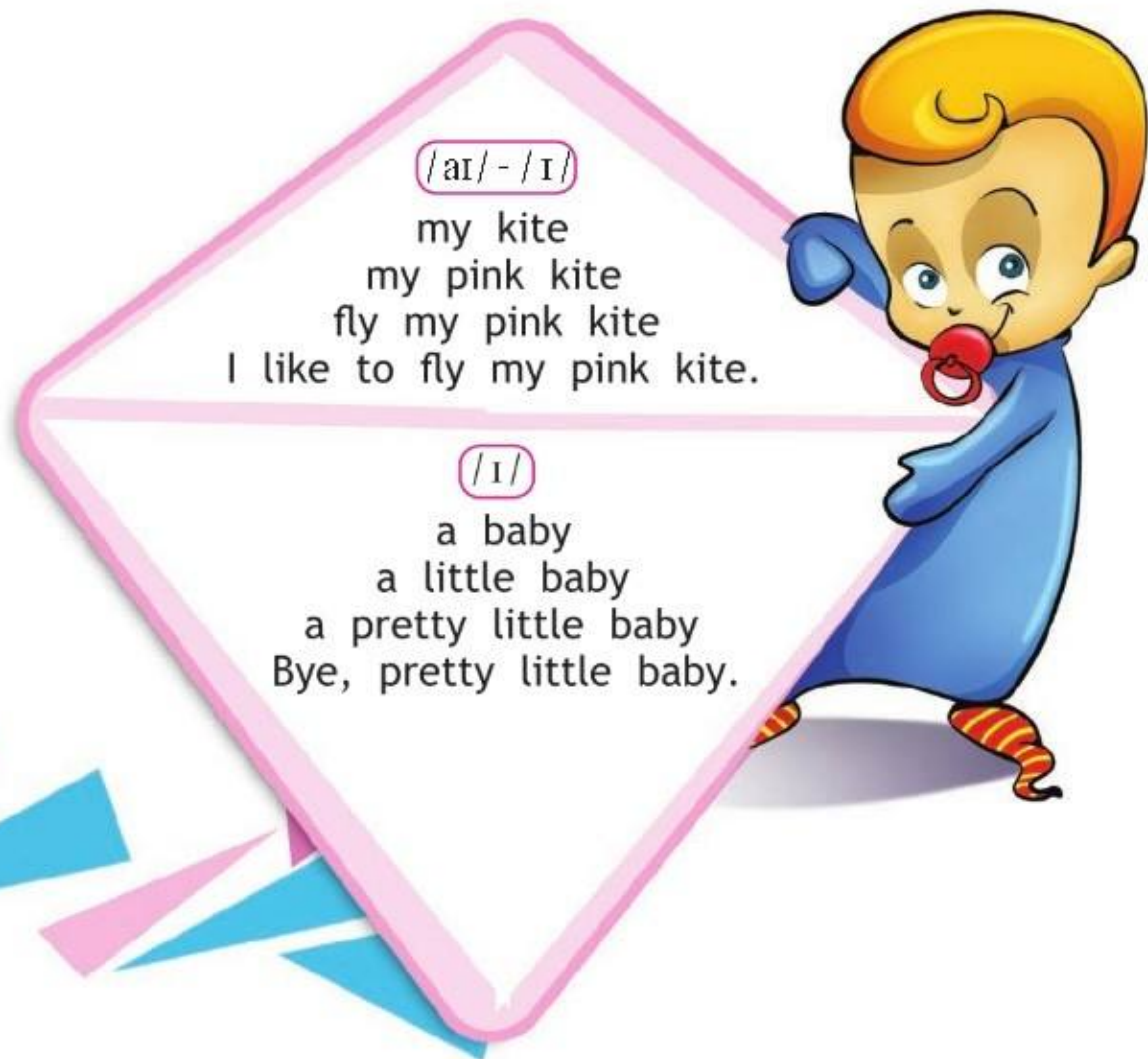 /aɪ/ - /ɪ/
my kite
my pink kite
fly my pink kite
I like to fly my pink kite.
/ɪ/
a baby
a little baby
a pretty little baby
Bye, pretty little baby.